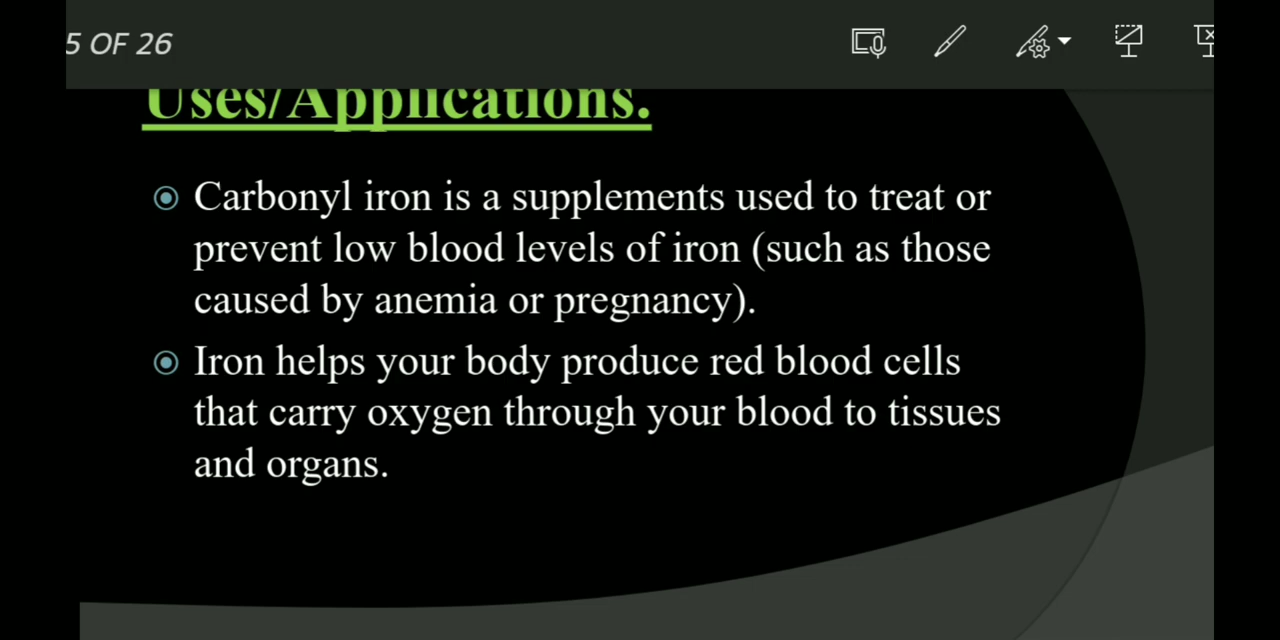 5 OF 26
Uses/Applications.
Carbonyl iron is a supplements used to treat or
prevent low blood levels of iron (such as those
caused by anemia or pregnancy).
Iron helps your body produce red blood cells
that carry oxygen through your blood to tissues
and organs.